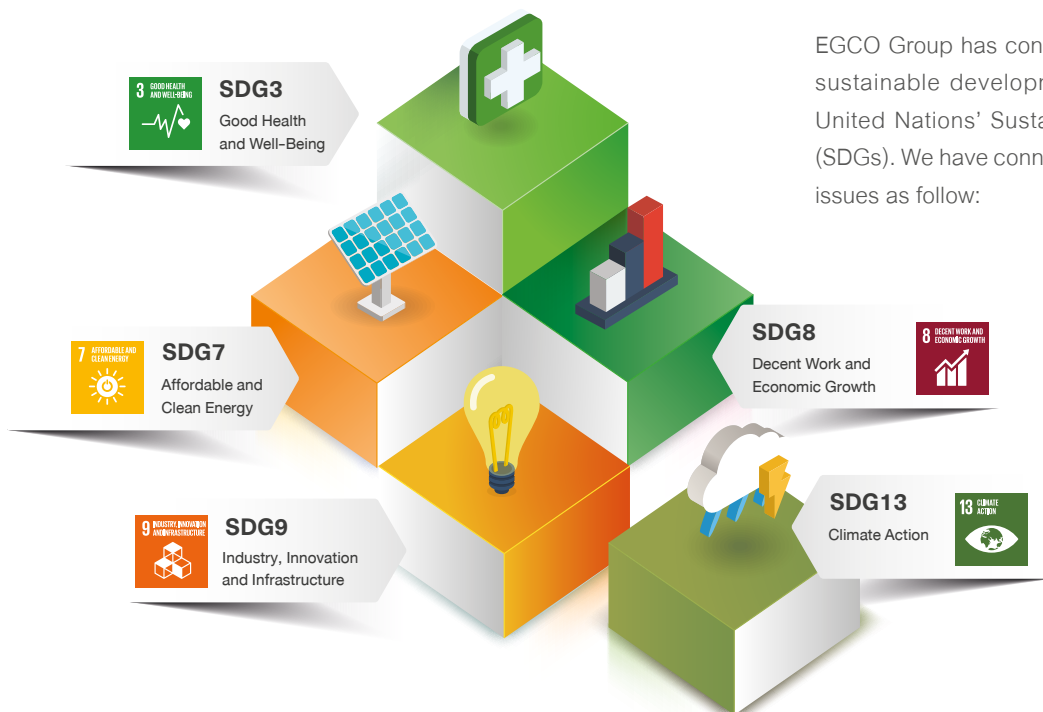 EGCO Group has con
sustainable developr
United Nations' Susta
(SDGs). We have conn
issues as follow:
3 GOOD HEALTH
AND WELL-BEING
SDG3
Good Health
and Well-Being
7 AFFORDABLE AND
CLEAN ENERGY
SDG7
Affordable and
Clean Energy
SDG8
Decent Work and
Economic Growth
8 DECENT WORK AND
ECONOMIC GROWTH
9 INDUSTRY, INNOVATION
AND INFRASTRUCTURE
SDG9
Industry, Innovation
and Infrastructure
SDG13
Climate Action
13 CLIMATE
ACTION